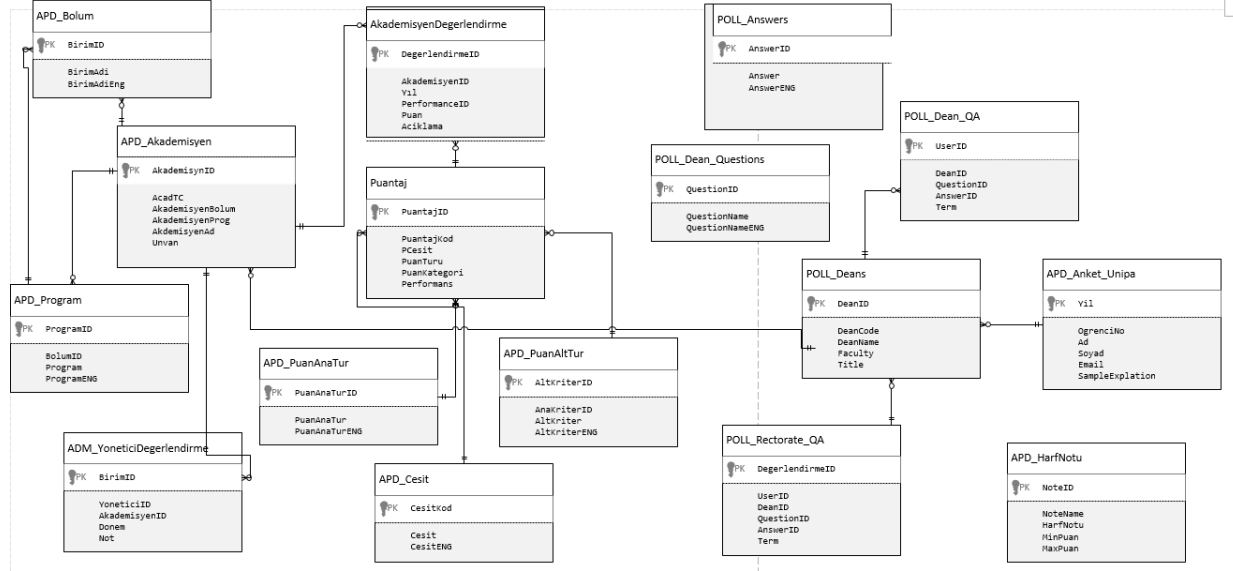 APD_Bolum
PK BirimID
BirimAdi
BirimAdiEng
AkademisyenDegerlendirme
PK DegerlendirmeID
AkademisyenID
Yıl
PerformanceID
Puan
Aciklama
POLL_Answers
PK AnswerID
Answer
AnswerENG
POLL_Dean_QA
PK UserID
DeanID
QuestionID
AnswerID
Term
APD_Akademisyen
PK AkademisynID
AcadTC
AkademisyenBolum
AkademisyenProg
AkdemisyenAd
Unvan
Puantaj
PK PuantajID
PuantajKod
PCesit
PuanTuru
PuanKategori
Performans
POLL_Dean_Questions
PK QuestionID
QuestionName
QuestionNameENG
POLL_Deans
PK DeanID
DeanCode
DeanName
Faculty
Title
APD_Anket_Unipa
PK Yil
OgrenciNo
Ad
Soyad
Email
SampleExplation
APD_Program
PK ProgramID
BolumID
Program
ProgramENG
APD_PuanAnaTur
PK PuanAnaTurID
PuanAnaTur
PuanAnaTurENG
APD_PuanAltTur
PK AltKriterID
AnaKriterID
AltKriter
AltKriterENG
ADM_YoneticiDegerlendirme
PK BirimID
YoneticiID
AkademisyenID
Donem
Not
APD_Cesit
PK CesitKod
Cesit
CesitENG
POLL_Rectorate_QA
PK DegerlendirmeID
UserID
DeanID
QuestionID
AnswerID
Term
APD_HarfNotu
PK NoteID
NoteName
HarfNotu
MinPuan
MaxPuan